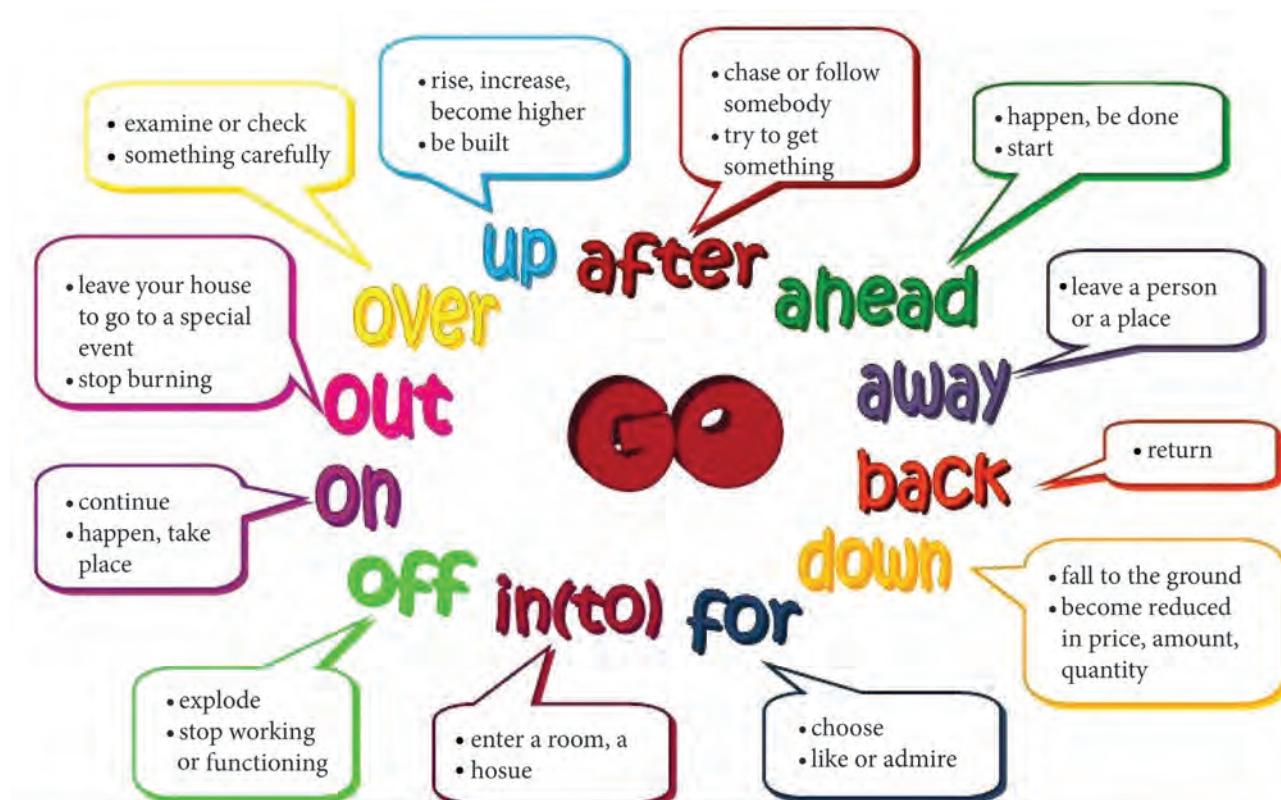 • rise, increase,
become higher
• be built
• chase or follow
somebody
• try to get
something
• examine or check
• something carefully
• happen, be done
• start
up
after
ahead
over
• leave your house
to go to a special
event
• stop burning
• leave a person
or a place
out
GO
away
on
back
• return
• continue
• happen, take
place
off
in(to)
for
down
• fall to the ground
• become reduced
in price, amount,
quantity
• explode
• stop working
or functioning
• enter a room, a
• hosue
• choose
• like or admire